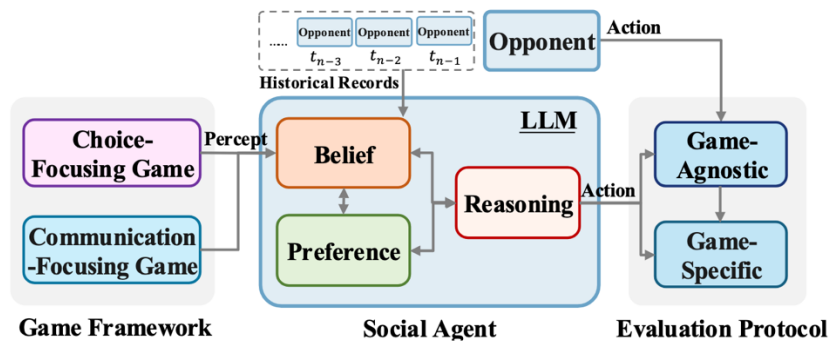 ..... Opponent Opponent Opponent
t_{n-3} t_{n-2} t_{n-1}
Historical Records
Opponent
Action
Choice-
Focusing Game
Communication
-Focusing Game
Game Framework
Percept
LLM
Belief
Preference
Reasoning
Social Agent
Action
Game-
Agnostic
Game-
Specific
Evaluation Protocol